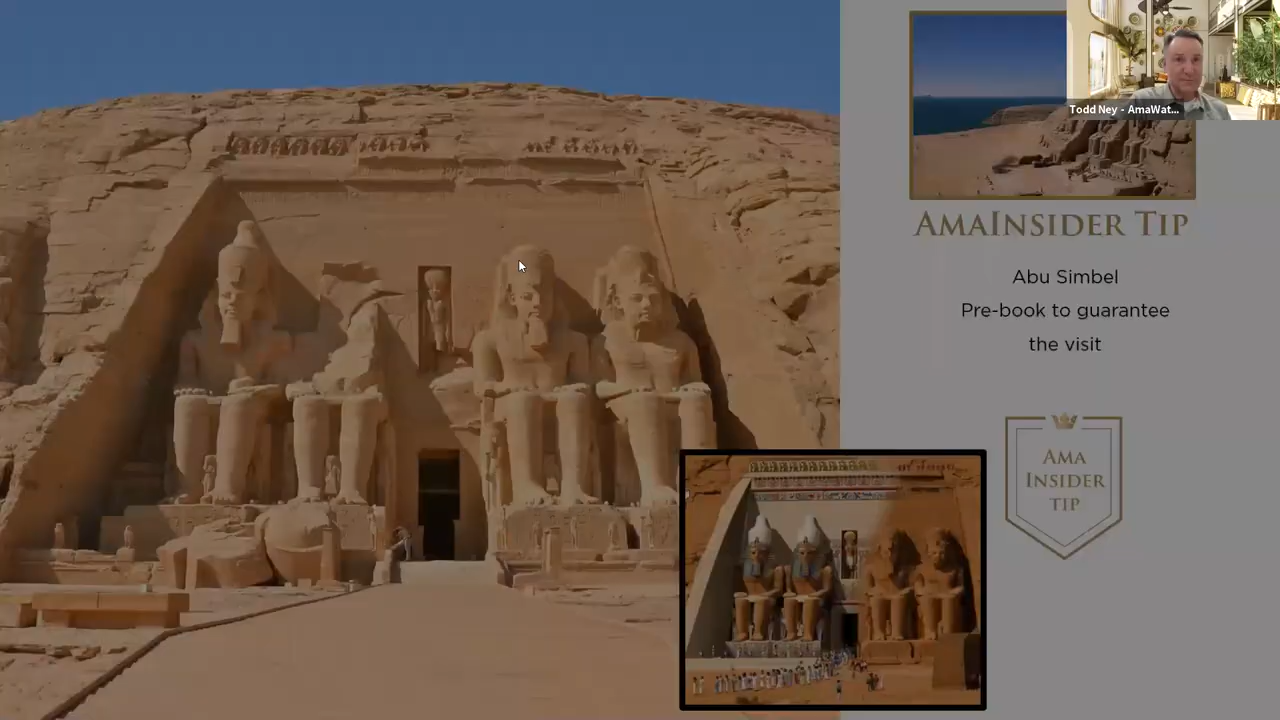 Todd Ney - AmaWat...
AmaInsider Tip
Abu Simbel
Pre-book to guarantee
the visit
Ama
Insider
Tip